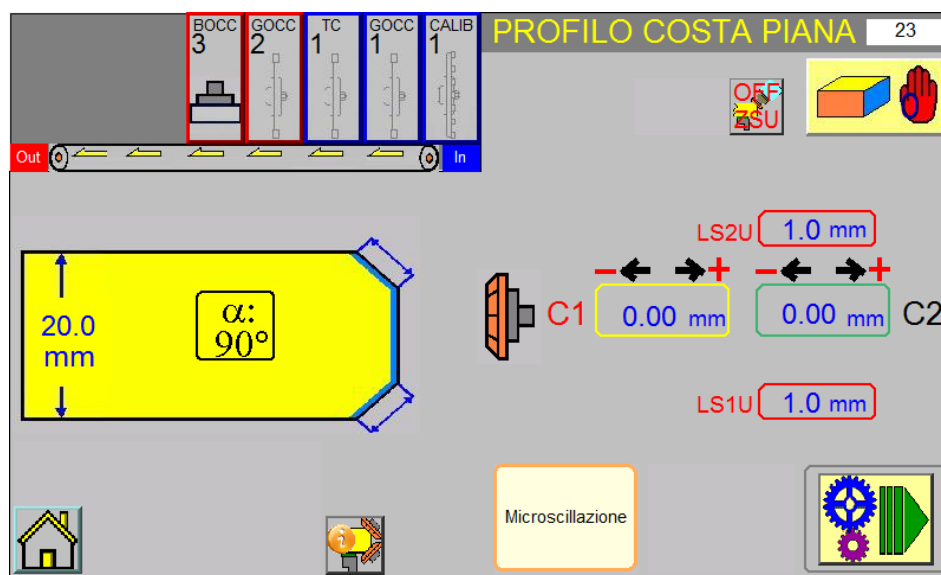 BOCC GOCC TC GOCC CALIB
3 2 1 1 1
PROFILO COSTA PIANA 23
OFF
ZSU
Out In
LS2U 1.0 mm
- + - +
C1 0.00 mm 0.00 mm C2
20.0
mm
α:
90°
LS1U 1.0 mm
Microscillazione
i